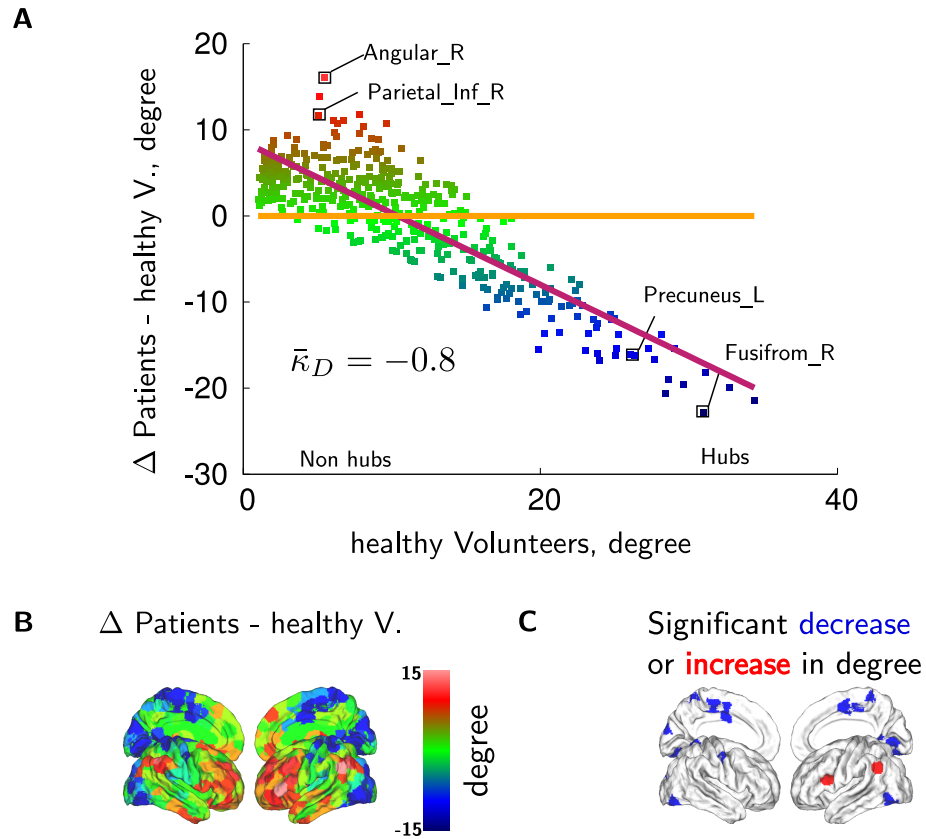 A
Δ Patients - healthy V., degree
20
10
0
-10
-20
-30
Angular_R
Parietal_Inf_R
Precuneus_L
Fusifrom_R
κ̄_D = −0.8
Non hubs
Hubs
0
20
40
healthy Volunteers, degree
B
Δ Patients - healthy V.
15
-15
degree
C
Significant decrease
or increase in degree